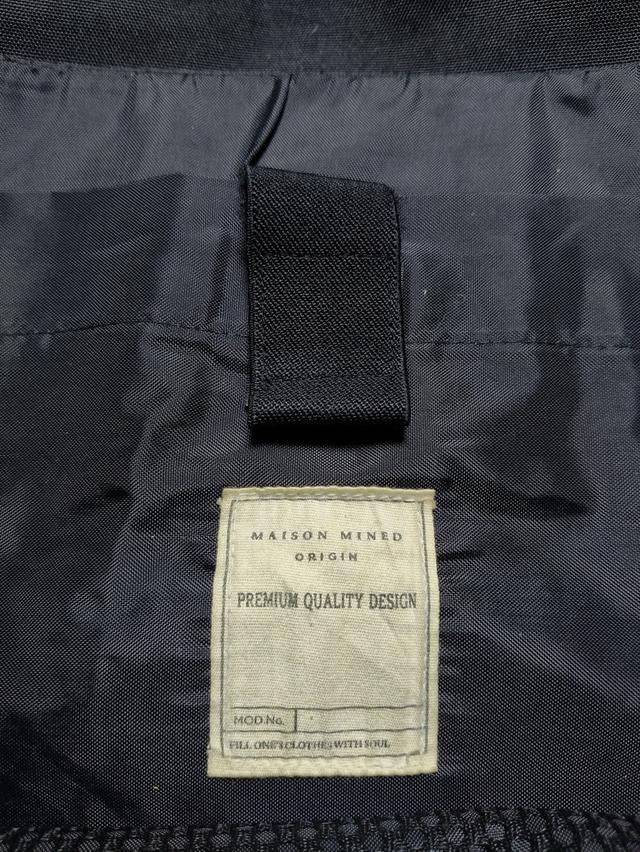 MAISON MINED
ORIGIN
PREMIUM QUALITY DESIGN
MOD.No.
FILL ONE'S CLOTHES WITH SOUL